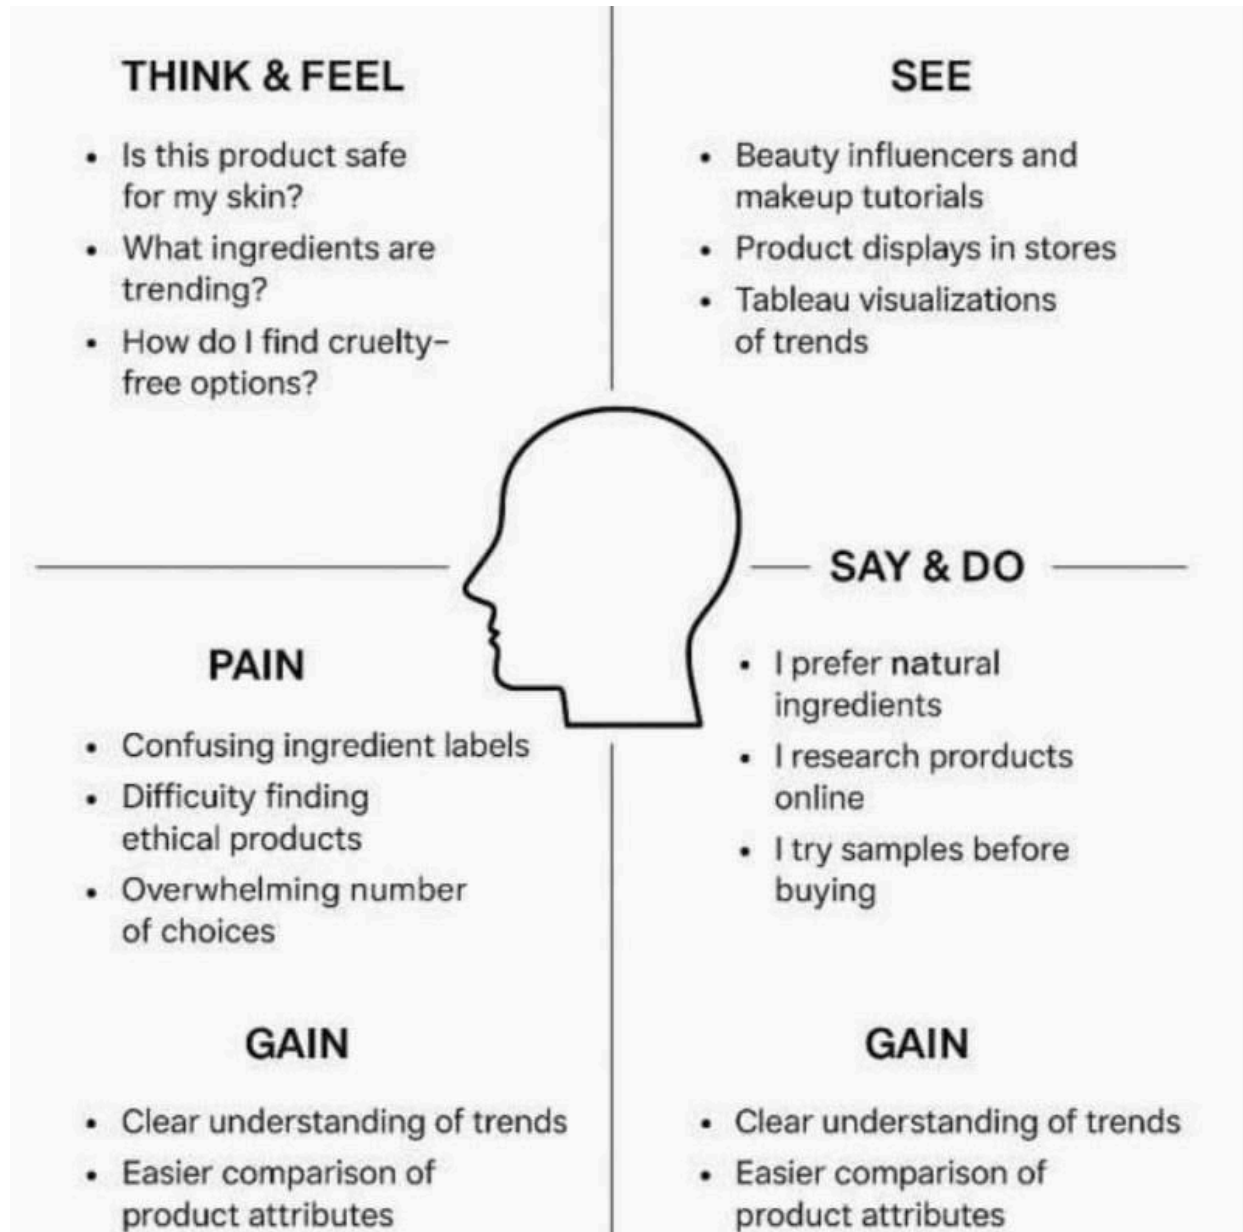 THINK & FEEL
• Is this product safe
for my skin?
• What ingredients are
trending?
• How do I find cruelty-
free options?
SEE
• Beauty influencers and
makeup tutorials
• Product displays in stores
• Tableau visualizations
of trends
PAIN
• Confusing ingredient labels
• Difficuity finding
ethical products
• Overwhelming number
of choices
SAY & DO
• I prefer natural
ingredients
• I research prorducts
online
• I try samples before
buying
GAIN
• Clear understanding of trends
• Easier comparison of
product attributes
GAIN
• Clear understanding of trends
• Easier comparison of
product attributes